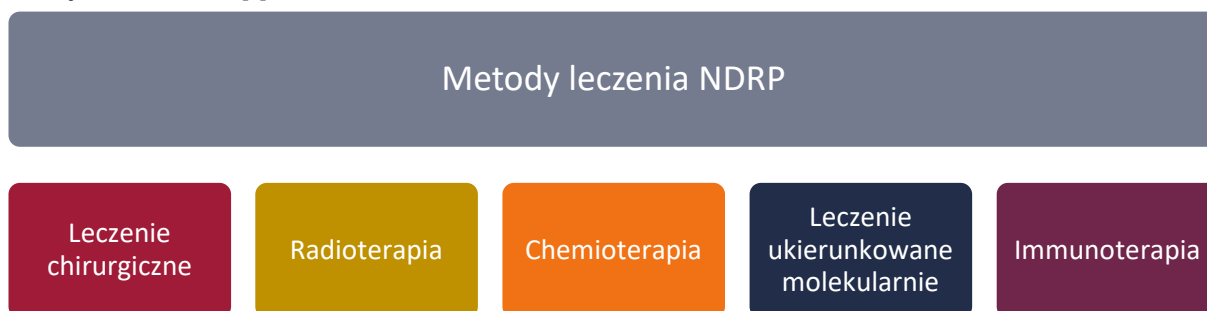 Metody leczenia NDRP
Leczenie
chirurgiczne
Radioterapia
Chemioterapia
Leczenie
ukierunkowane
molekularnie
Immunoterapia